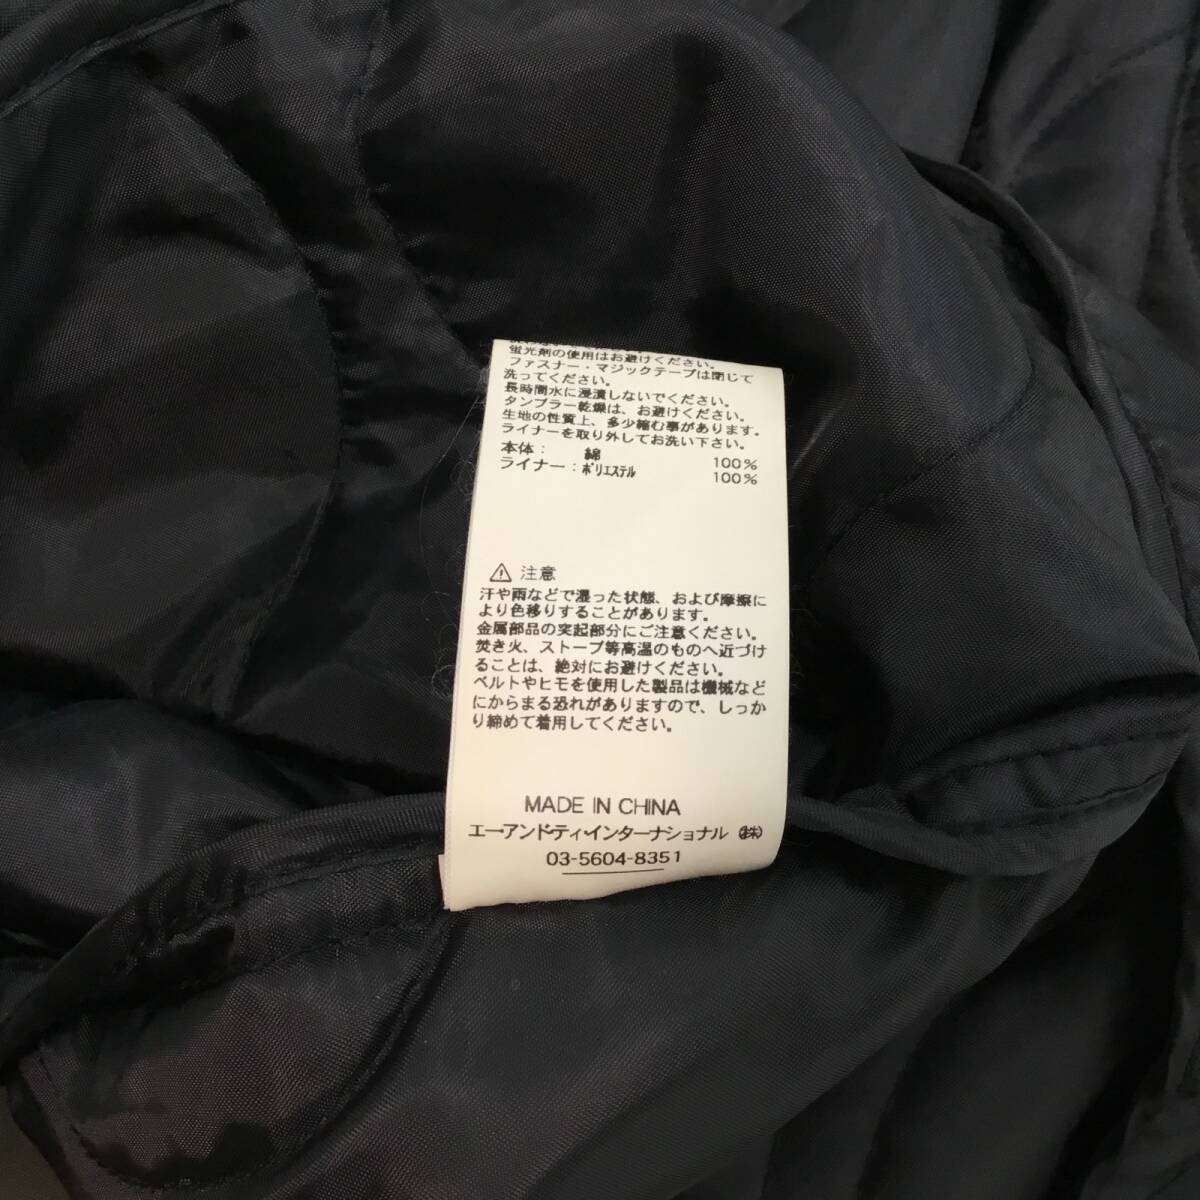 蛍光剤の使用はお避けください。
ファスナー・マジックテープは閉じて
洗ってください。
長時間水に浸漬しないでください。
タンブラー乾燥は、お避けください。
生地の性質上、多少縮む事があります。
ライナーを取り外してお洗い下さい。
本体： 綿 100%
ライナー：ポリエステル 100%
⚠ 注意
汗や雨などで湿った状態、および摩擦に
より色移りすることがあります。
金属部品の突起部分にご注意ください。
焚き火、ストーブ等高温のものへ近づけ
ることは、絶対にお避けください。
ベルトやヒモを使用した製品は機械など
にからまる恐れがありますので、しっか
り締めて着用してください。
MADE IN CHINA
エー・アンド・ティ・インターナショナル ㈱
03-5604-8351